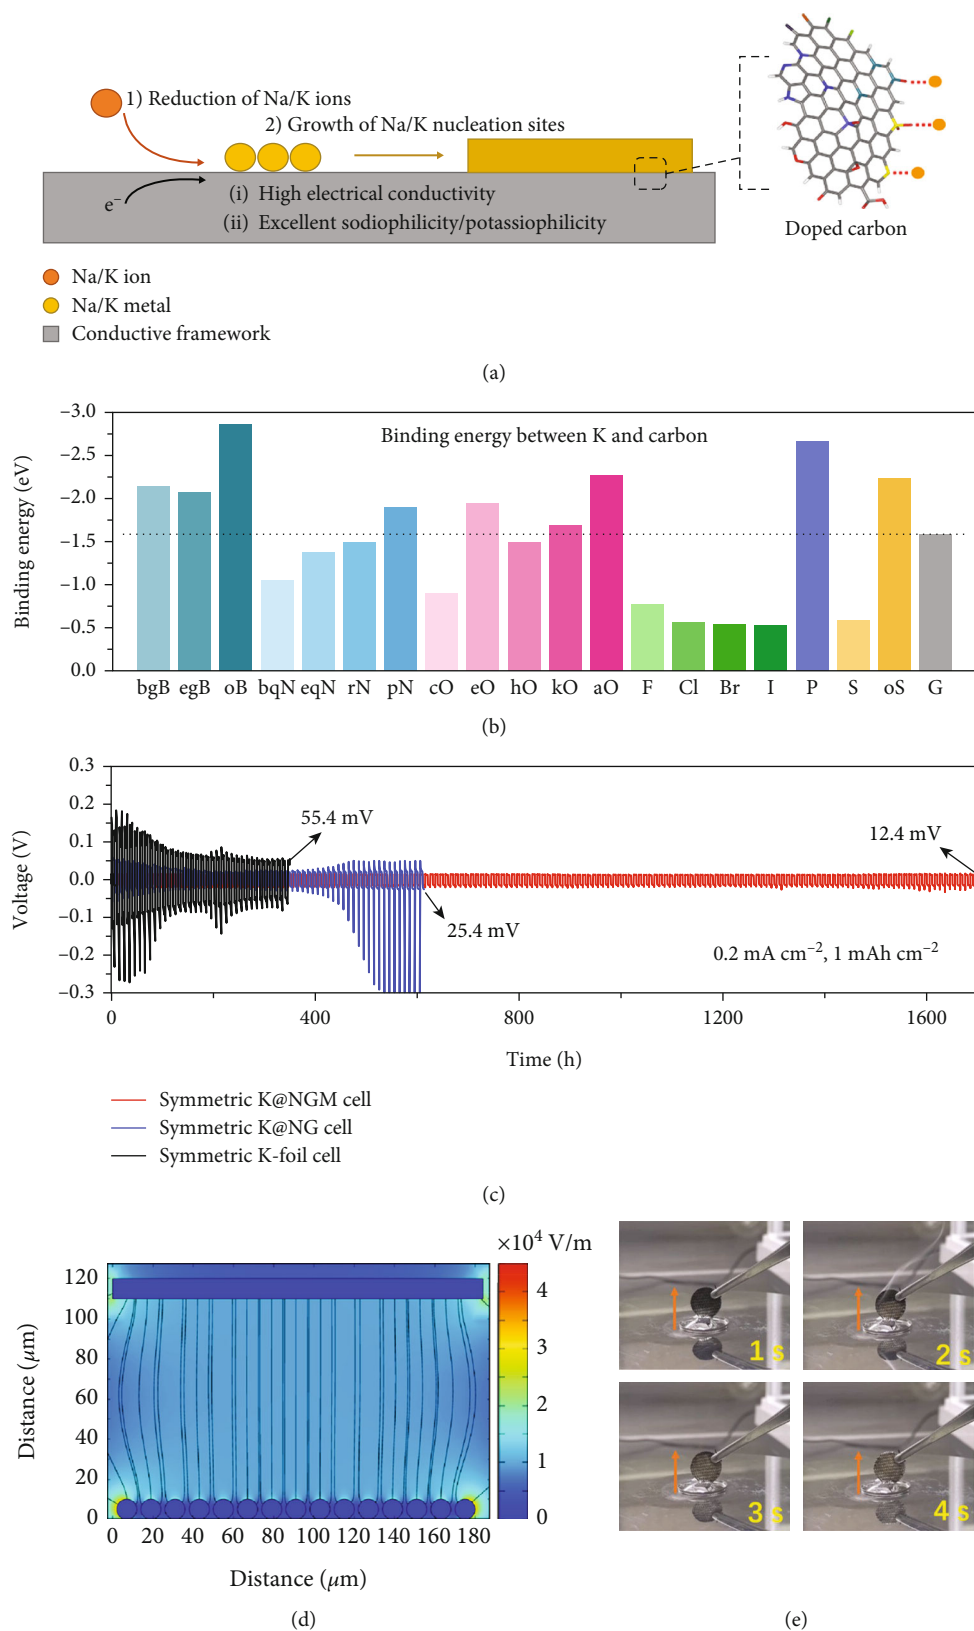 1) Reduction of Na/K ions
2) Growth of Na/K nucleation sites
e⁻
(i) High electrical conductivity
(ii) Excellent sodiophilicity/potassiophilicity
Doped carbon
Na/K ion
Na/K metal
Conductive framework
(a)
Binding energy (eV)
−3.0
−2.5
−2.0
−1.5
−1.0
−0.5
0.0
Binding energy between K and carbon
bgB egB oB bqN eqN rN pN cO eO hO kO aO F Cl Br I P S oS G
(b)
Voltage (V)
0.3
0.2
0.1
0.0
−0.1
−0.2
−0.3
55.4 mV
12.4 mV
25.4 mV
0.2 mA cm⁻², 1 mAh cm⁻²
0 400 800 1200 1600
Time (h)
Symmetric K@NGM cell
Symmetric K@NG cell
Symmetric K-foil cell
(c)
×10⁴ V/m
Distance (μm)
120
100
80
60
40
20
0
0 20 40 60 80 100 120 140 160 180
Distance (μm)
4
3
2
1
0
(d)
1 s
2 s
3 s
4 s
(e)